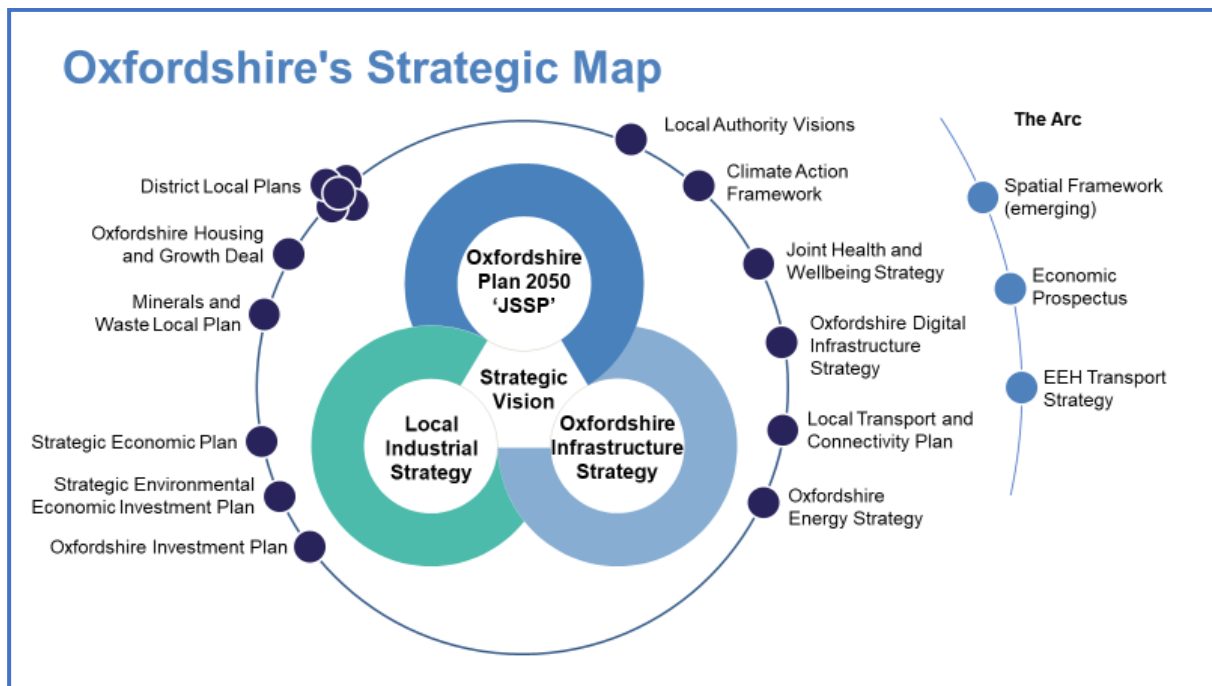 Oxfordshire's Strategic Map
District Local Plans
Oxfordshire Housing
and Growth Deal
Minerals and
Waste Local Plan
Strategic Economic Plan
Strategic Environmental
Economic Investment Plan
Oxfordshire Investment Plan
Oxfordshire
Plan 2050
‘JSSP’
Strategic
Vision
Local
Industrial
Strategy
Oxfordshire
Infrastructure
Strategy
Local Authority Visions
Climate Action
Framework
Joint Health and
Wellbeing Strategy
Oxfordshire Digital
Infrastructure
Strategy
Local Transport and
Connectivity Plan
Oxfordshire
Energy Strategy
The Arc
Spatial Framework
(emerging)
Economic
Prospectus
EEH Transport
Strategy